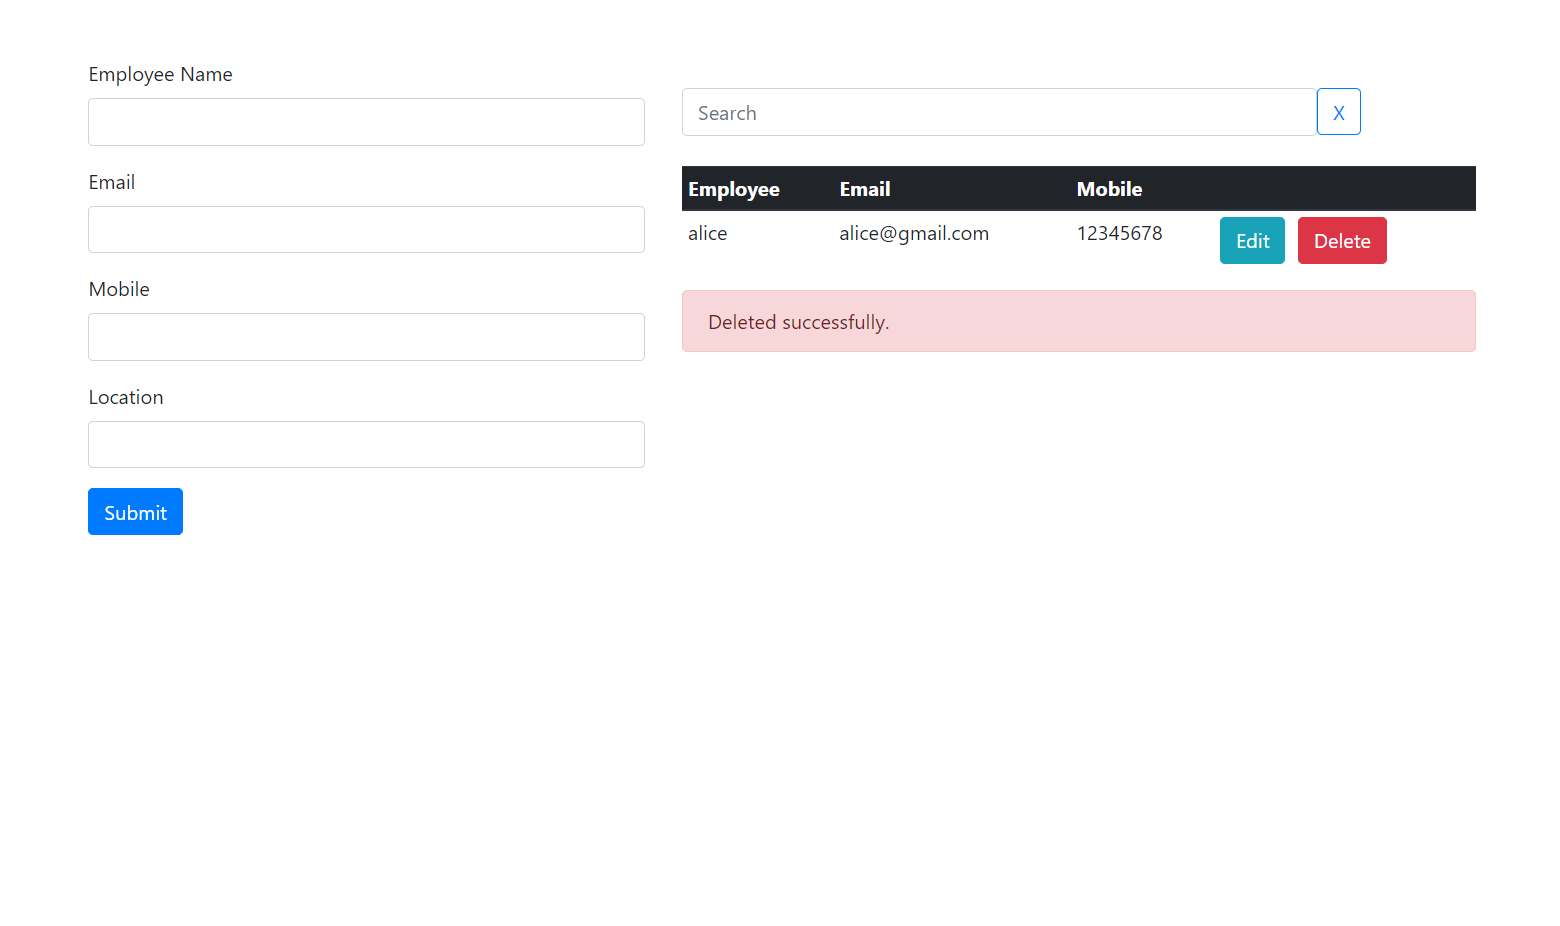 Employee Name
Email
Mobile
Location
Submit
Search X
Employee Email Mobile
alice alice@gmail.com 12345678 Edit Delete
Deleted successfully.